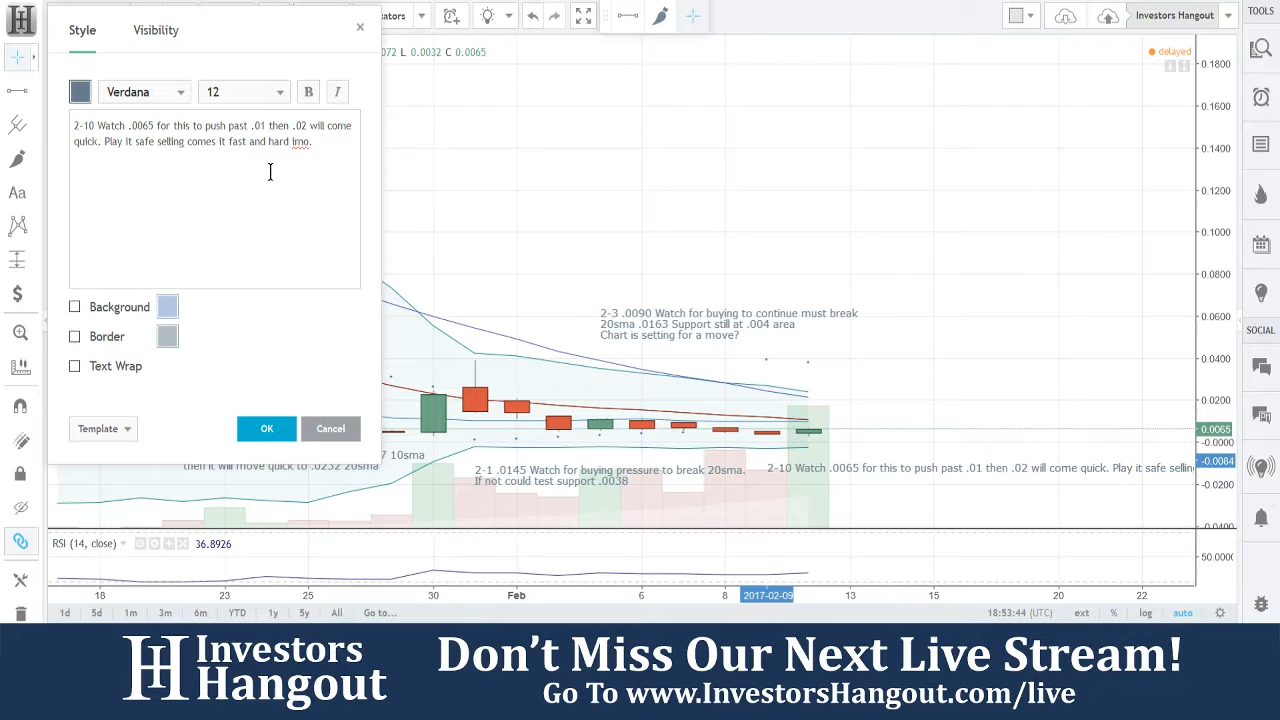 Style
Visibility
×
ators
Investors Hangout
TOOLS
072 L 0.0032 C 0.0065
delayed
Verdana
12
B
I
2-10 Watch .0065 for this to push past .01 then .02 will come
quick. Play it safe selling comes it fast and hard imo.
Background
Border
Text Wrap
Template
OK
Cancel
Aa
$
0.1800
0.1600
0.1400
0.1200
0.1000
0.0800
0.0600
0.0400
0.0200
0.0065
-0.0000
-0.0084
-0.0200
-0.0400
SOCIAL
2-3 .0090 Watch for buying to continue must break
20sma .0163 Support still at .004 area
Chart is setting for a move?
7 10sma
then it will move quick to .0232 20sma
2-1 .0145 Watch for buying pressure to break 20sma.
If not could test support .0038
2-10 Watch .0065 for this to push past .01 then .02 will come quick. Play it safe sellin
RSI (14, close)
36.8926
50.0000
18
23
25
30
Feb
6
8
2017-02-09
13
15
20
22
1d
5d
1m
3m
6m
YTD
1y
5y
All
Go to...
18:53:44 (UTC)
ext
%
log
auto
H
Investors
Hangout
Don't Miss Our Next Live Stream!
Go To www.InvestorsHangout.com/live